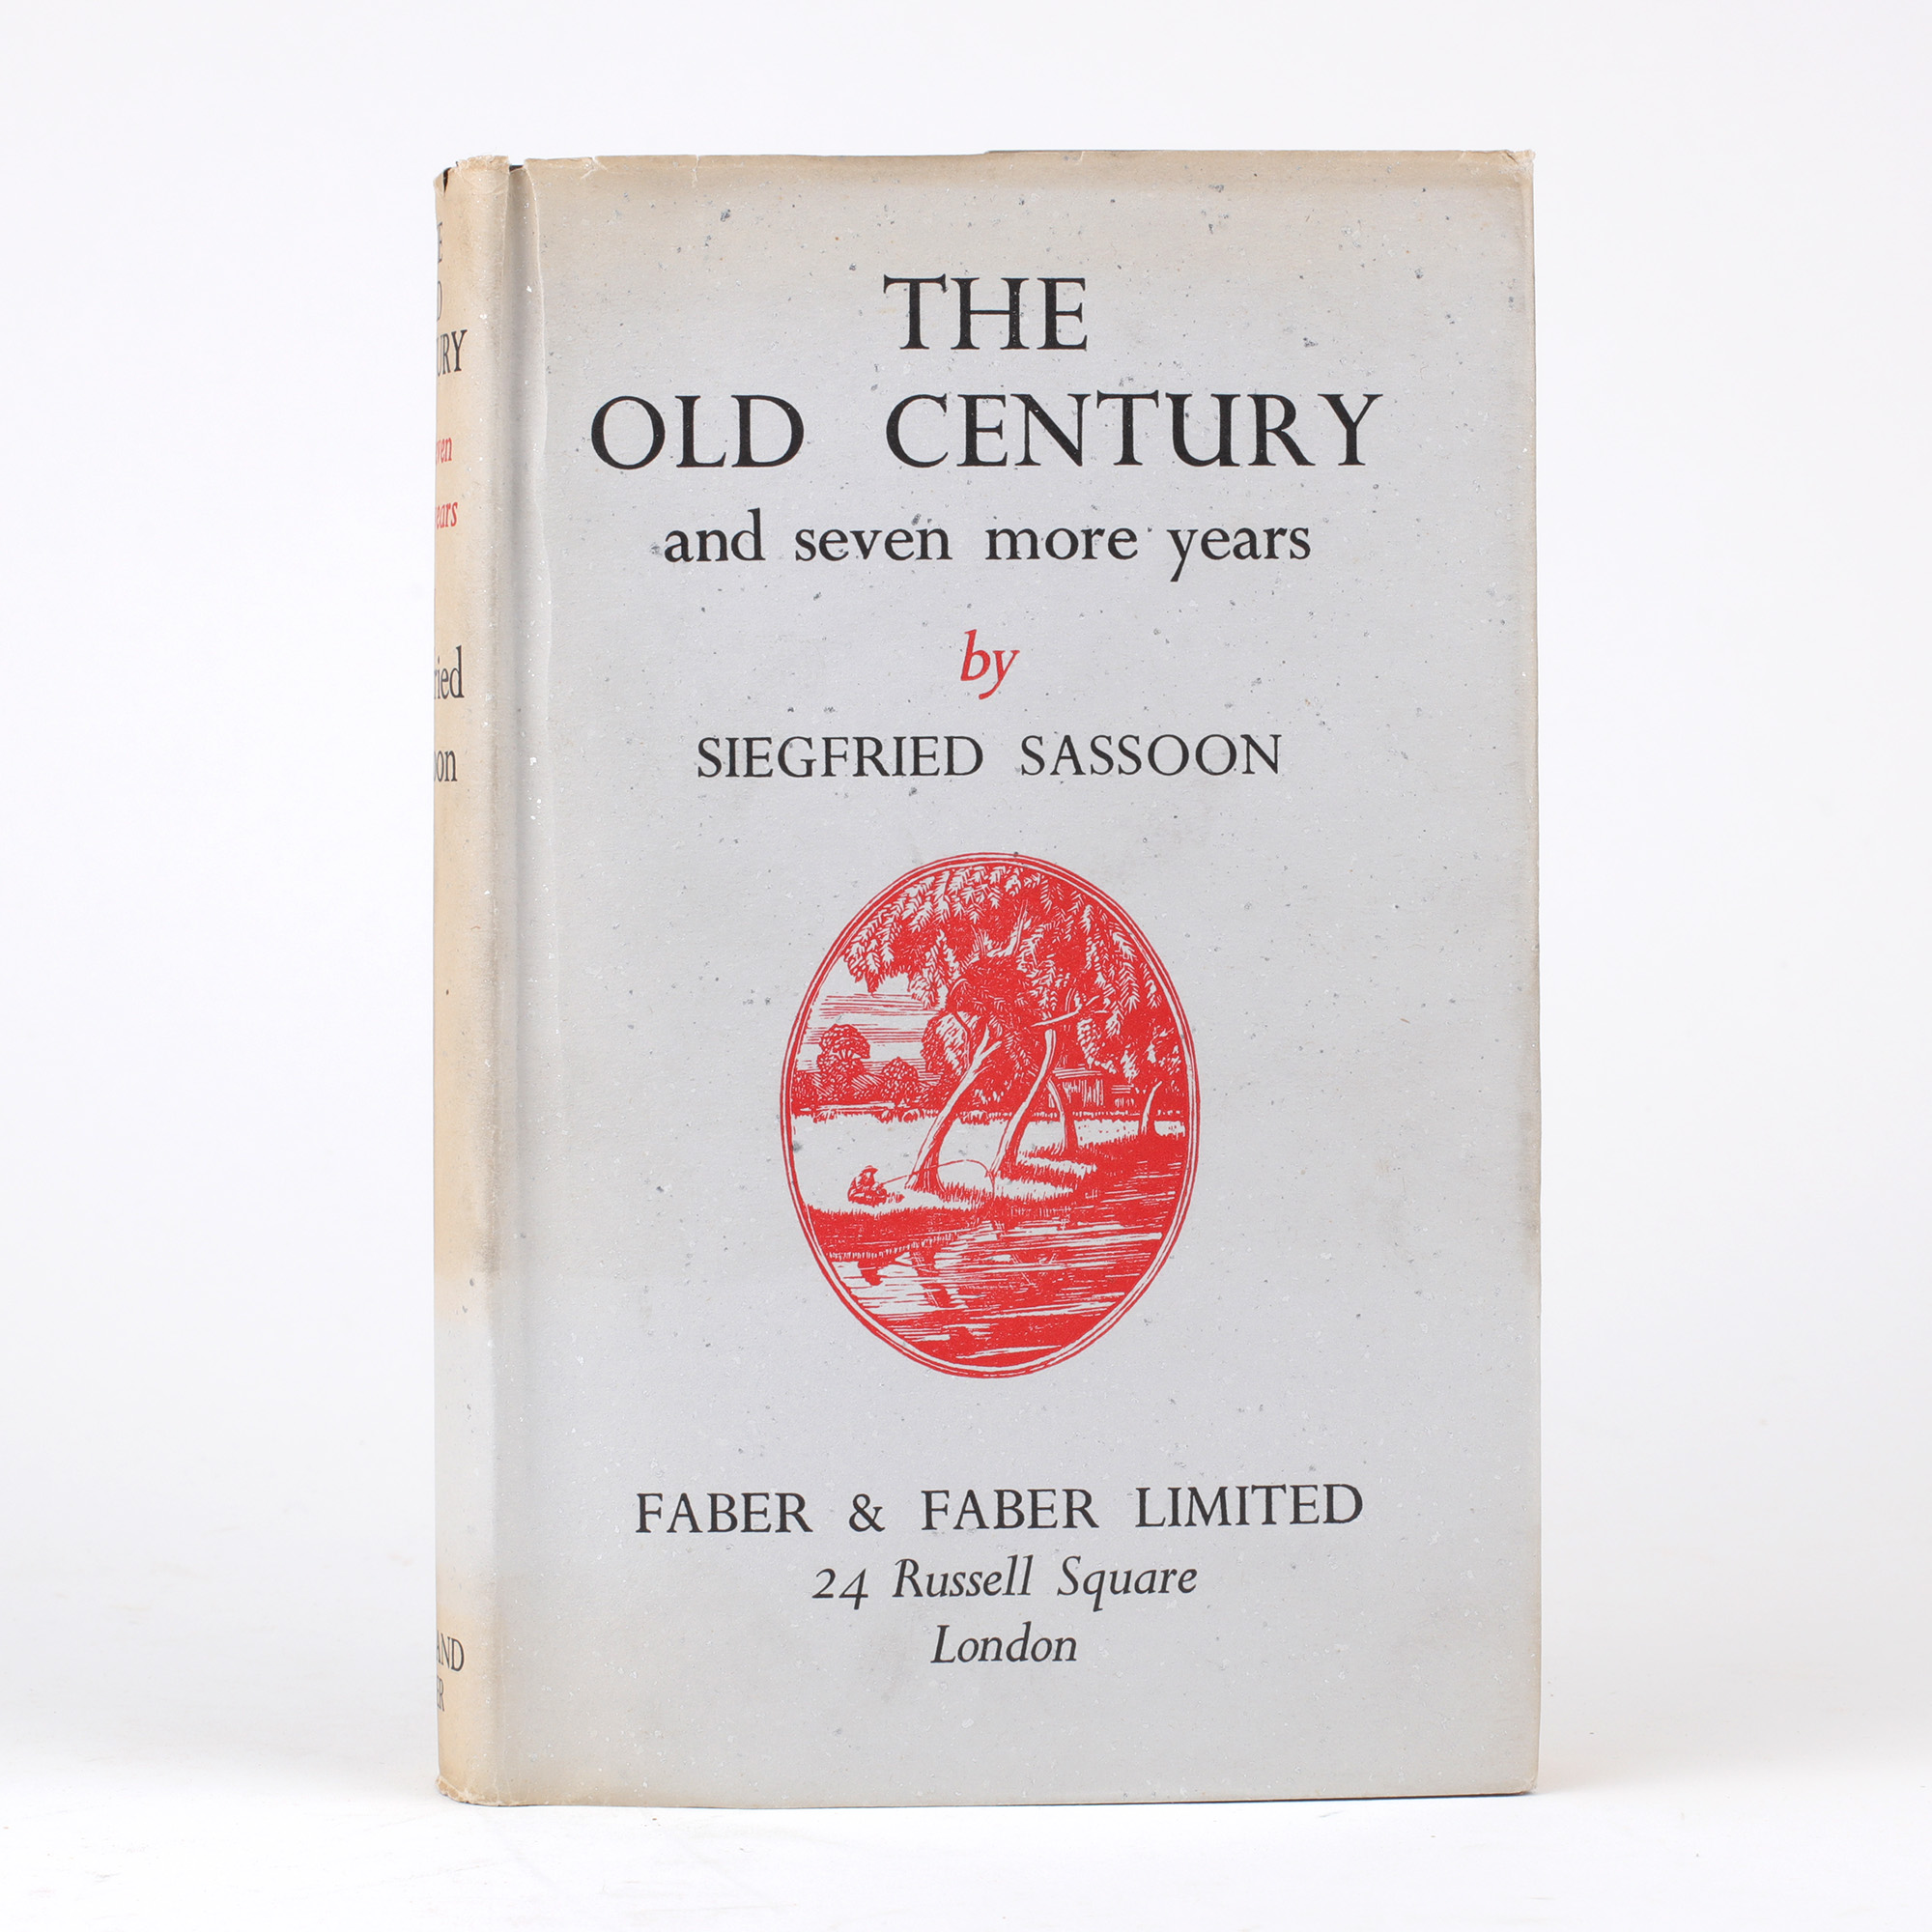 THE
OLD CENTURY
and seven more years
by
SIEGFRIED SASSOON
FABER & FABER LIMITED
24 Russell Square
London